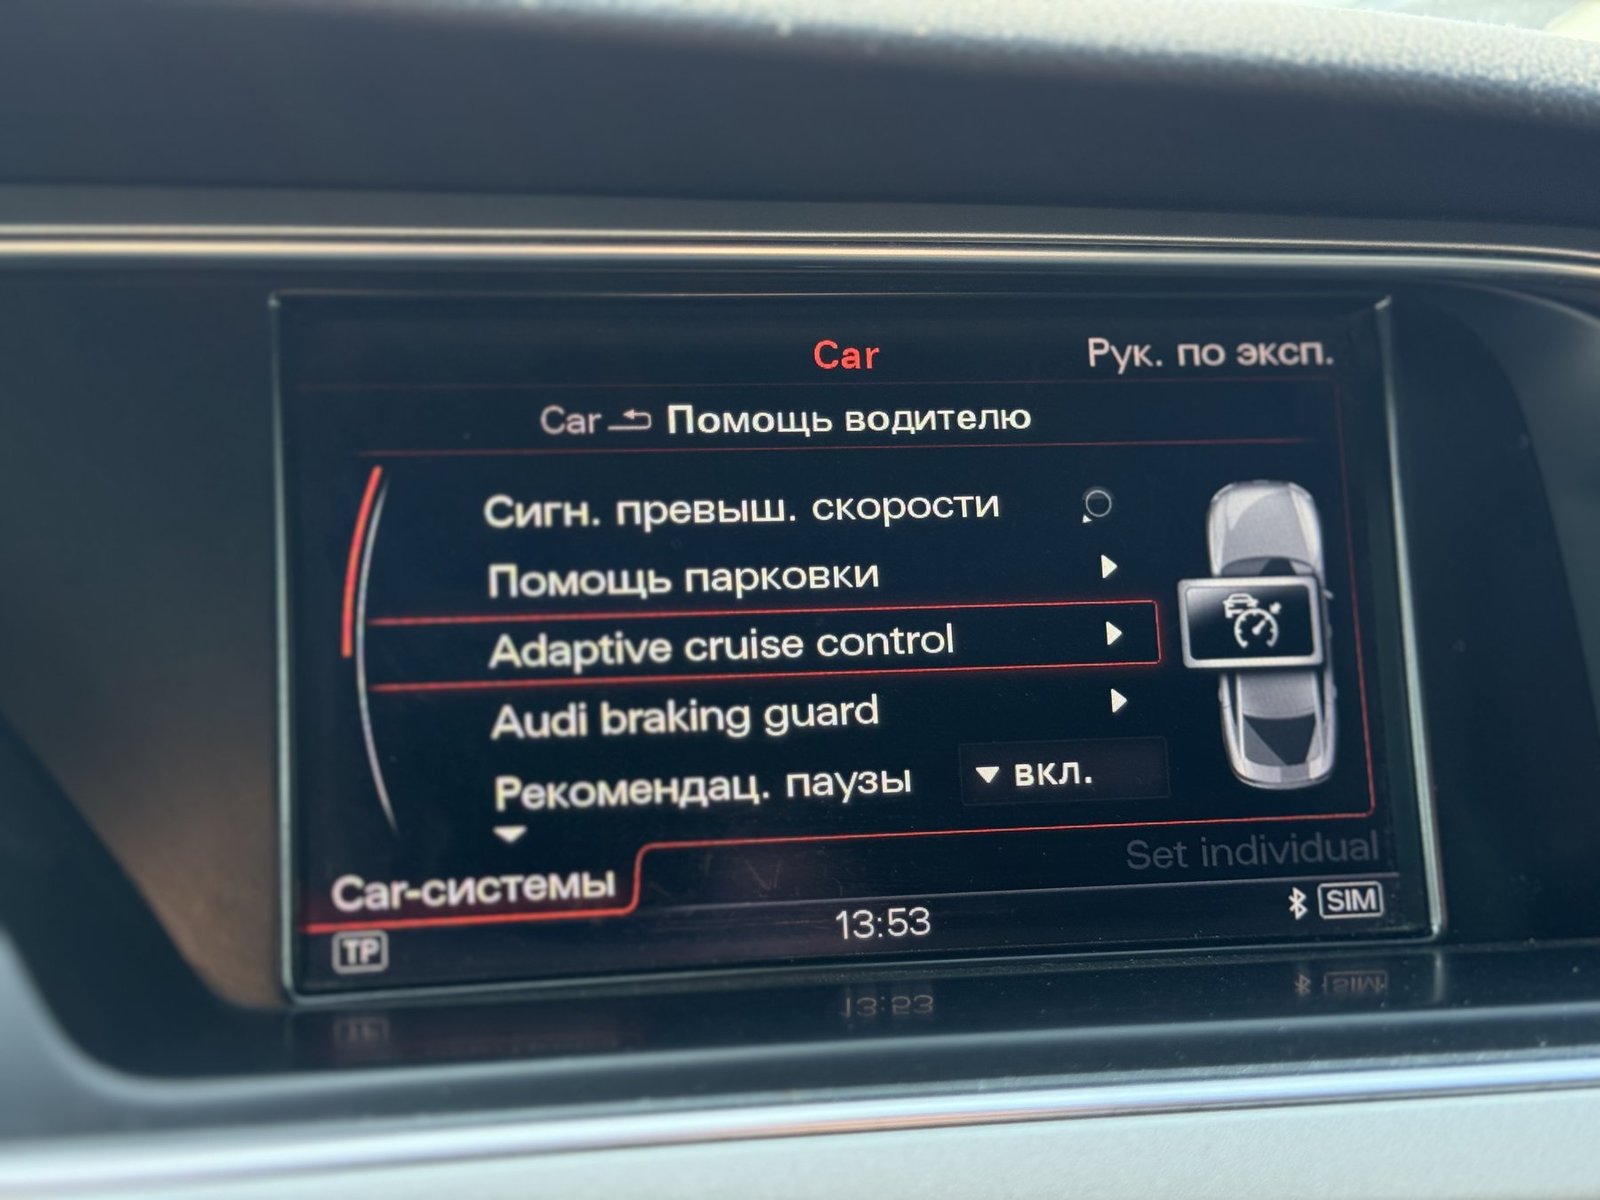 Car
Рук. по эксп.
Car Помощь водителю
Сигн. превыш. скорости
Помощь парковки
Adaptive cruise control
Audi braking guard
Рекомендац. паузы вкл.
Set individual
Car-системы
13:53
SIM
TP